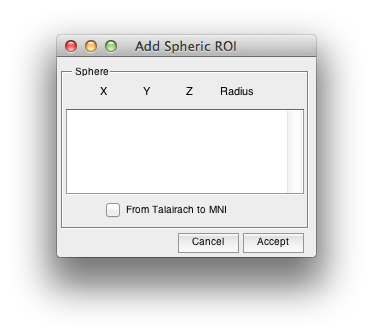 Add Spheric ROI
Sphere
X Y Z Radius
From Talairach to MNI
Cancel Accept